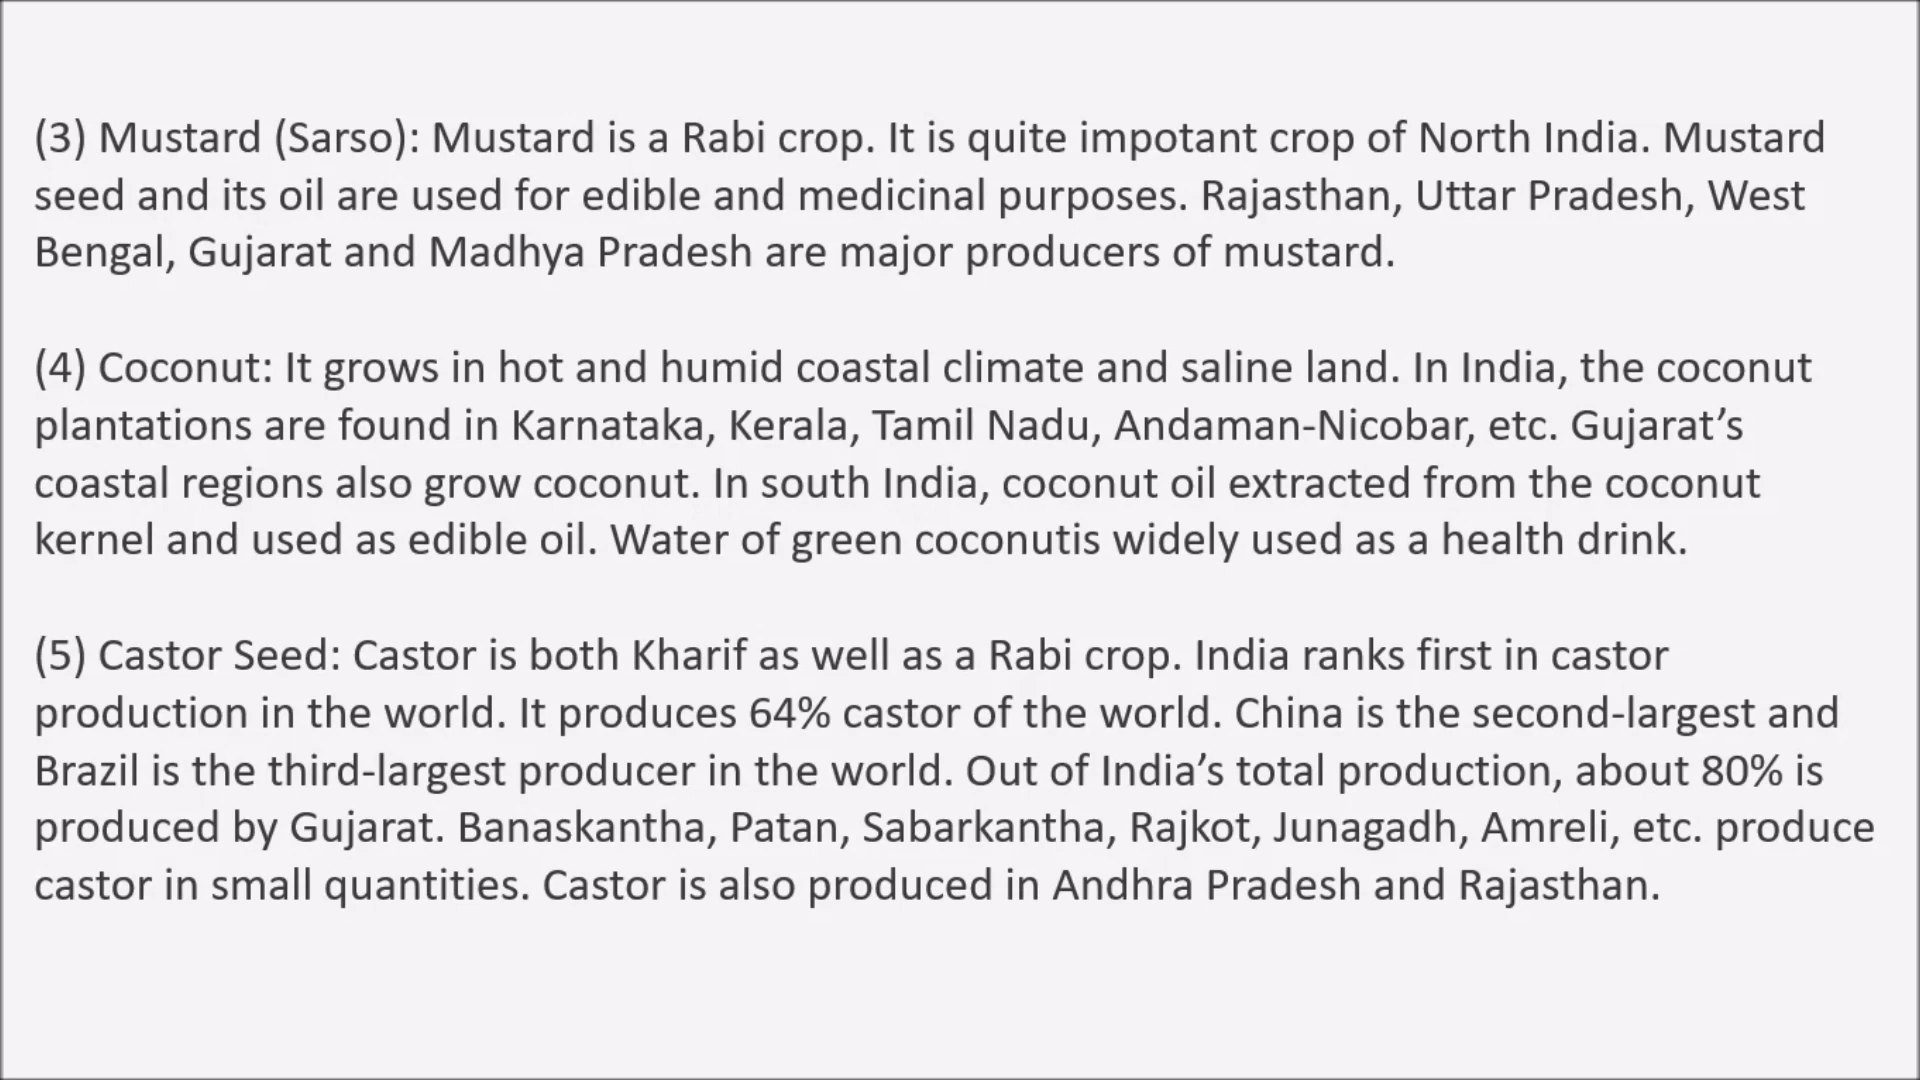 (3) Mustard (Sarso): Mustard is a Rabi crop. It is quite impotant crop of North India. Mustard
seed and its oil are used for edible and medicinal purposes. Rajasthan, Uttar Pradesh, West
Bengal, Gujarat and Madhya Pradesh are major producers of mustard.
(4) Coconut: It grows in hot and humid coastal climate and saline land. In India, the coconut
plantations are found in Karnataka, Kerala, Tamil Nadu, Andaman-Nicobar, etc. Gujarat’s
coastal regions also grow coconut. In south India, coconut oil extracted from the coconut
kernel and used as edible oil. Water of green coconutis widely used as a health drink.
(5) Castor Seed: Castor is both Kharif as well as a Rabi crop. India ranks first in castor
production in the world. It produces 64% castor of the world. China is the second-largest and
Brazil is the third-largest producer in the world. Out of India’s total production, about 80% is
produced by Gujarat. Banaskantha, Patan, Sabarkantha, Rajkot, Junagadh, Amreli, etc. produce
castor in small quantities. Castor is also produced in Andhra Pradesh and Rajasthan.